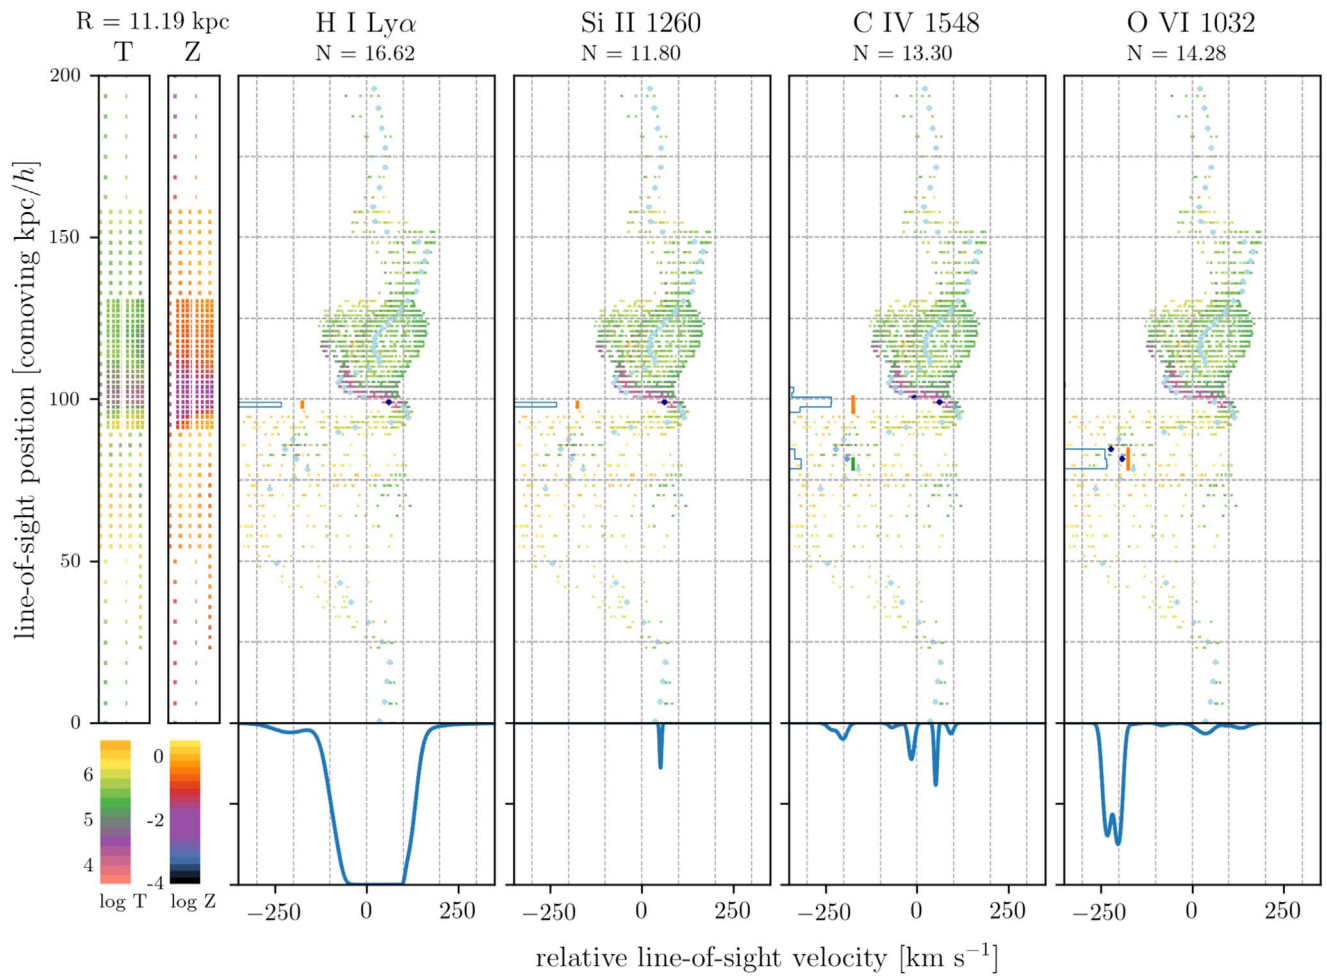 R = 11.19 kpc
T Z
H I Lyα
N = 16.62
Si II 1260
N = 11.80
C IV 1548
N = 13.30
O VI 1032
N = 14.28
line-of-sight position [comoving kpc/h]
200
150
100
50
0
6
5
4
log T
0
-2
-4
log Z
−250 0 250
−250 0 250
−250 0 250
−250 0 250
relative line-of-sight velocity [km s⁻¹]